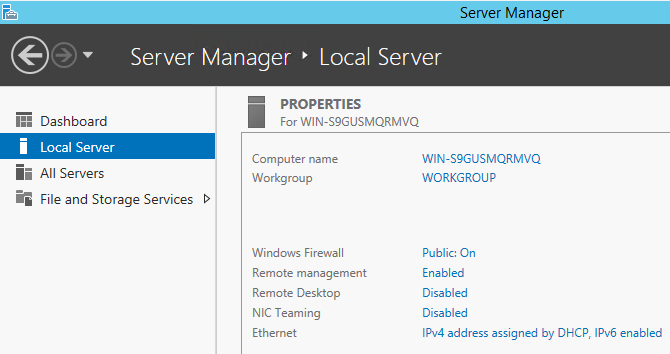 Server Manager
Server Manager ‣ Local Server
Dashboard
Local Server
All Servers
File and Storage Services
PROPERTIES
For WIN-S9GUSMQRMVQ
Computer name WIN-S9GUSMQRMVQ
Workgroup WORKGROUP
Windows Firewall Public: On
Remote management Enabled
Remote Desktop Disabled
NIC Teaming Disabled
Ethernet IPv4 address assigned by DHCP, IPv6 enabled